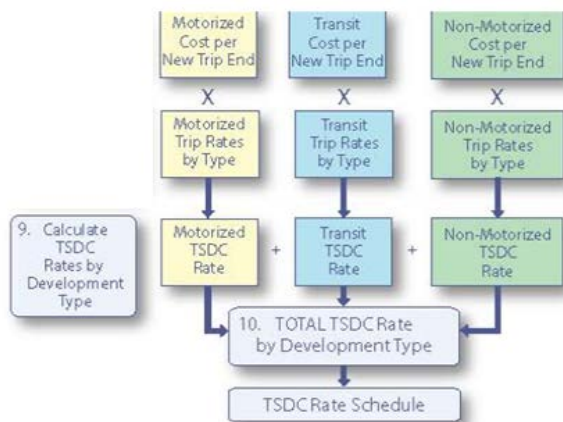 Motorized
Cost per
New Trip End
Transit
Cost per
New Trip End
Non-Motorized
Cost per
New Trip End
X
X
X
Motorized
Trip Rates
by Type
Transit
Trip Rates
by Type
Non-Motorized
Trip Rates
by Type
9. Calculate
TSDC
Rates by
Development
Type
Motorized
TSDC
Rate
+
Transit
TSDC
Rate
+
Non-Motorized
TSDC
Rate
10. TOTAL TSDC Rate
by Development Type
TSDC Rate Schedule